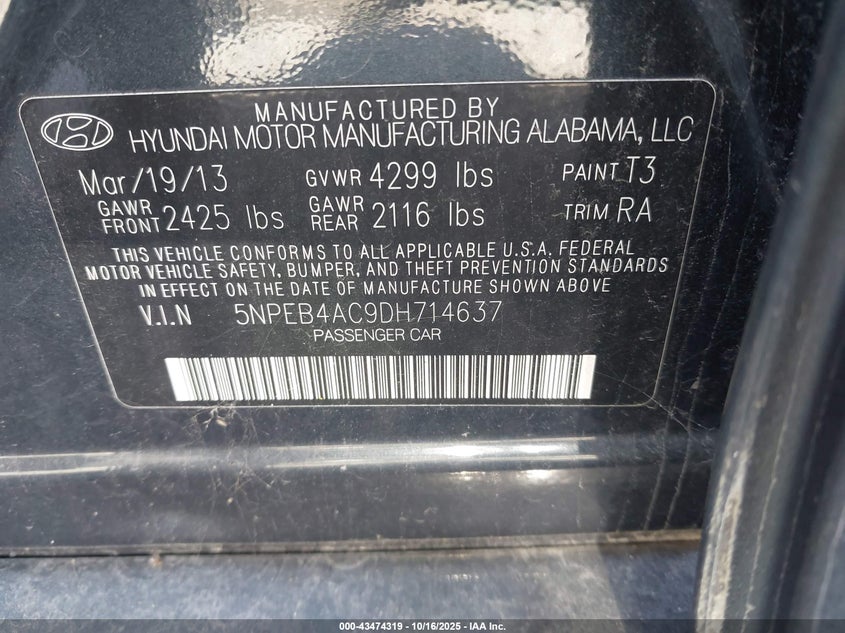 MANUFACTURED BY
HYUNDAI MOTOR MANUFACTURING ALABAMA, LLC
Mar/19/13 GVWR 4299 lbs PAINT T3
GAWR FRONT 2425 lbs GAWR REAR 2116 lbs TRIM RA
THIS VEHICLE CONFORMS TO ALL APPLICABLE U.S.A. FEDERAL
MOTOR VEHICLE SAFETY, BUMPER, AND THEFT PREVENTION STANDARDS
IN EFFECT ON THE DATE OF MANUFACTURE SHOWN ABOVE
V.I.N 5NPEB4AC9DH714637
PASSENGER CAR
000-43474319 - 10/16/2025 - IAA Inc.